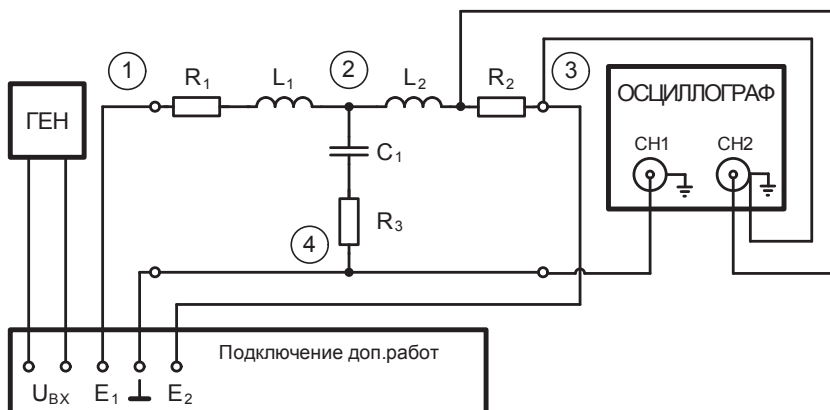 1
R1
L1
2
L2
R2
3
ГЕН
ОСЦИЛЛОГРАФ
CH1
CH2
C1
R3
4
Подключение доп.работ
UВХ
E1
E2